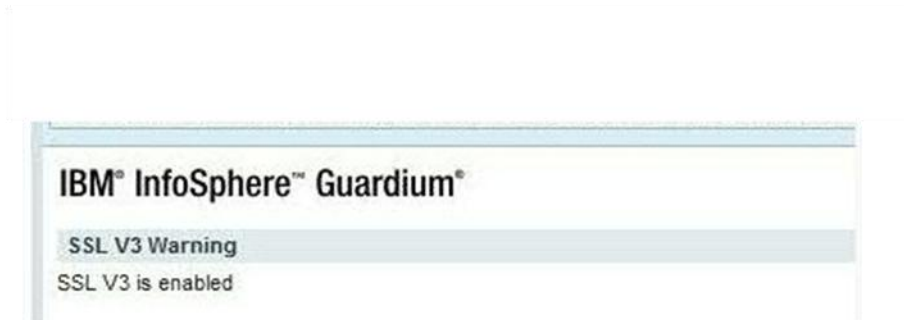 IBM® InfoSphere™ Guardium®
SSL V3 Warning
SSL V3 is enabled